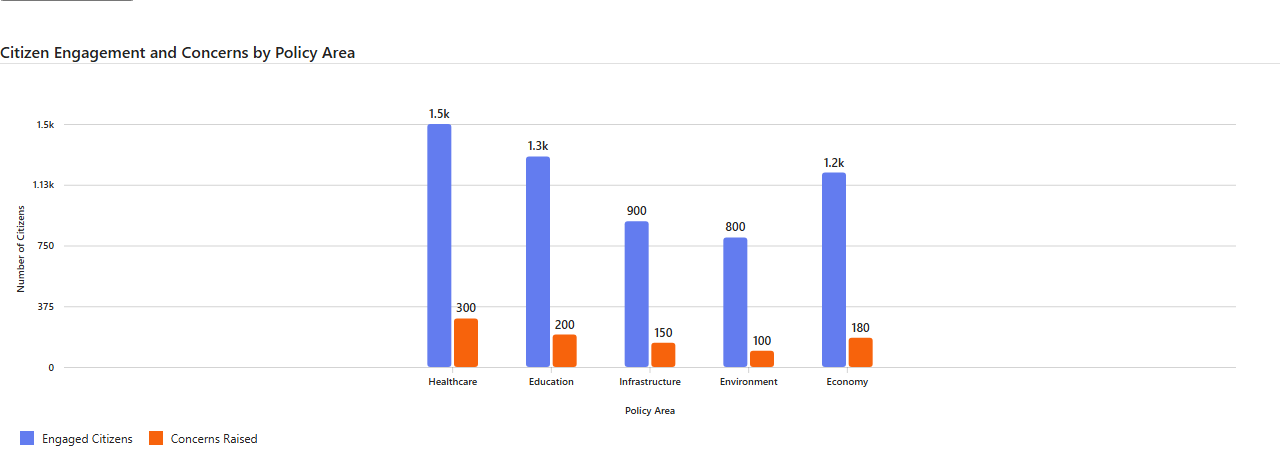 Citizen Engagement and Concerns by Policy Area
1.5k
1.3k
900
800
1.2k
300
200
150
100
180
1.5k
1.13k
750
375
0
Number of Citizens
Healthcare Education Infrastructure Environment Economy
Policy Area
Engaged Citizens Concerns Raised